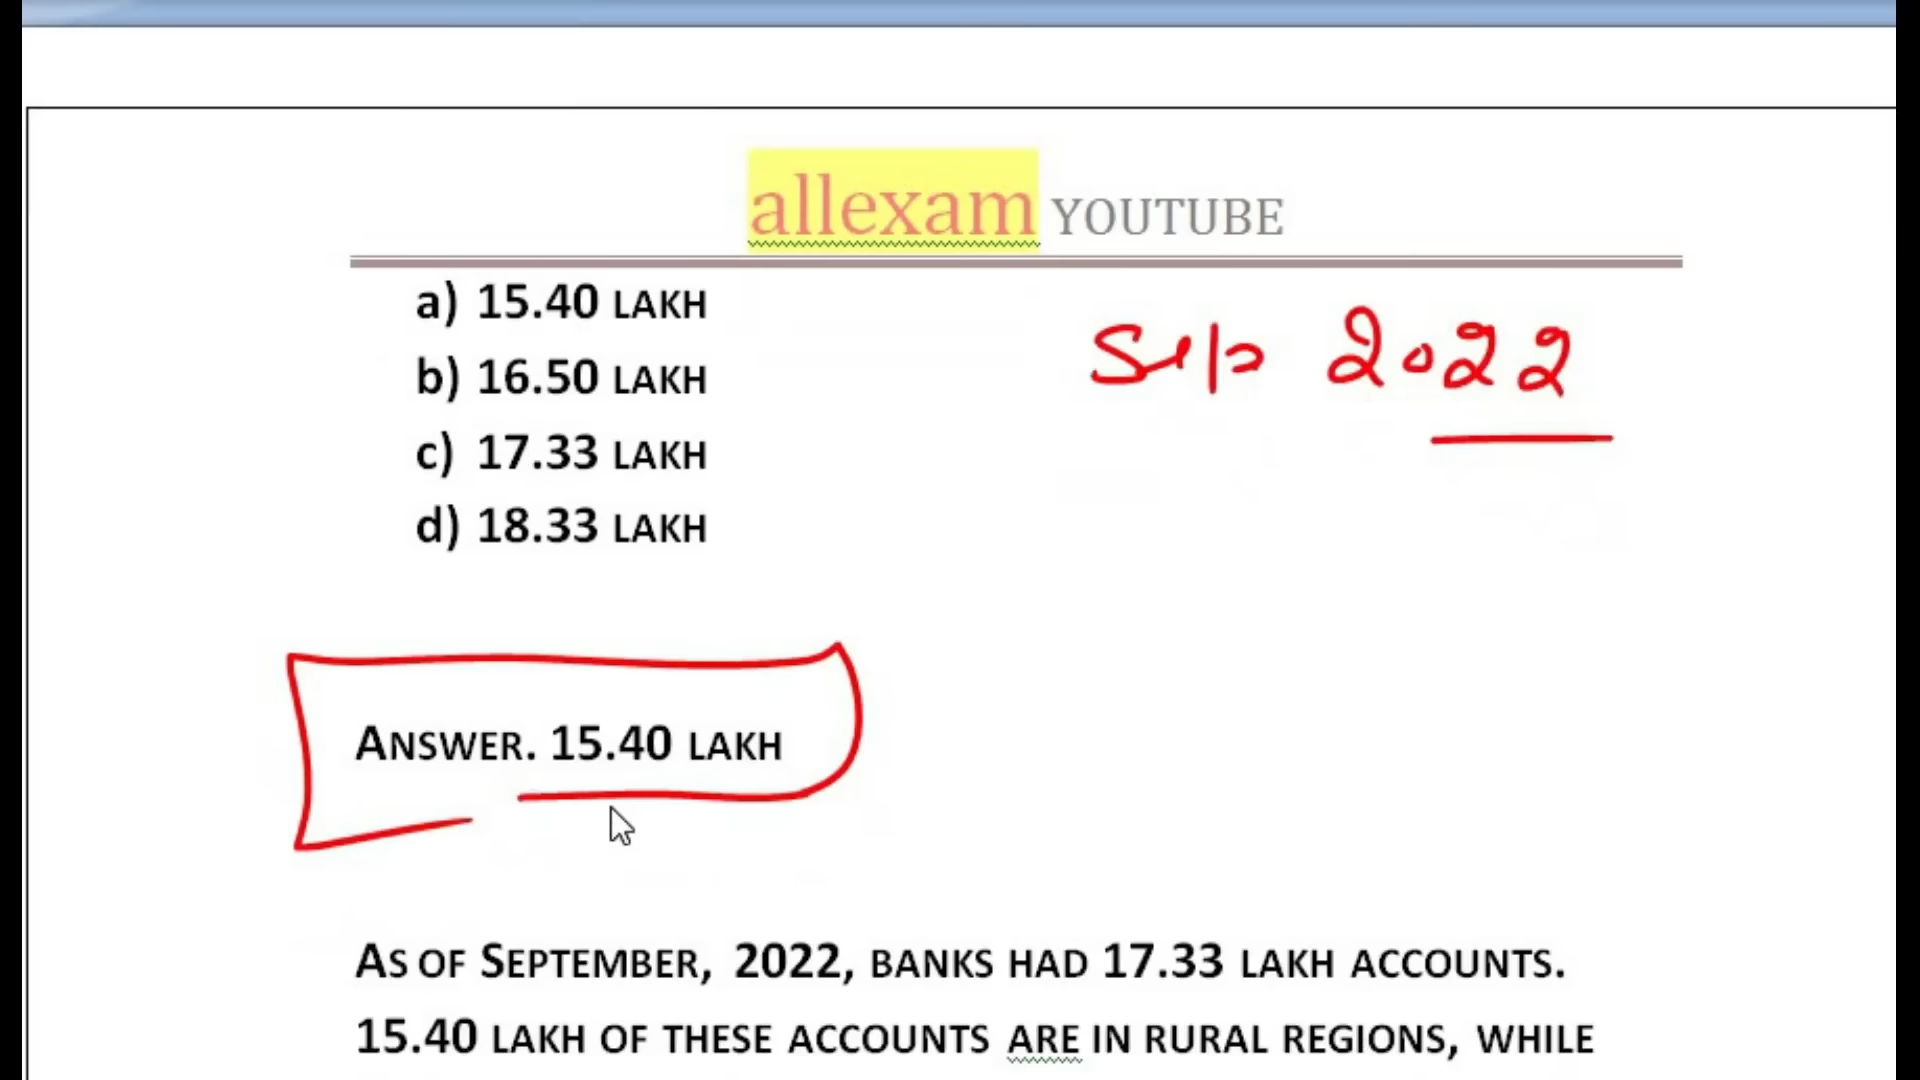 allexam YOUTUBE
a) 15.40 LAKH
Sep 2022
b) 16.50 LAKH
c) 17.33 LAKH
d) 18.33 LAKH
ANSWER. 15.40 LAKH
AS OF SEPTEMBER, 2022, BANKS HAD 17.33 LAKH ACCOUNTS.
15.40 LAKH OF THESE ACCOUNTS ARE IN RURAL REGIONS, WHILE